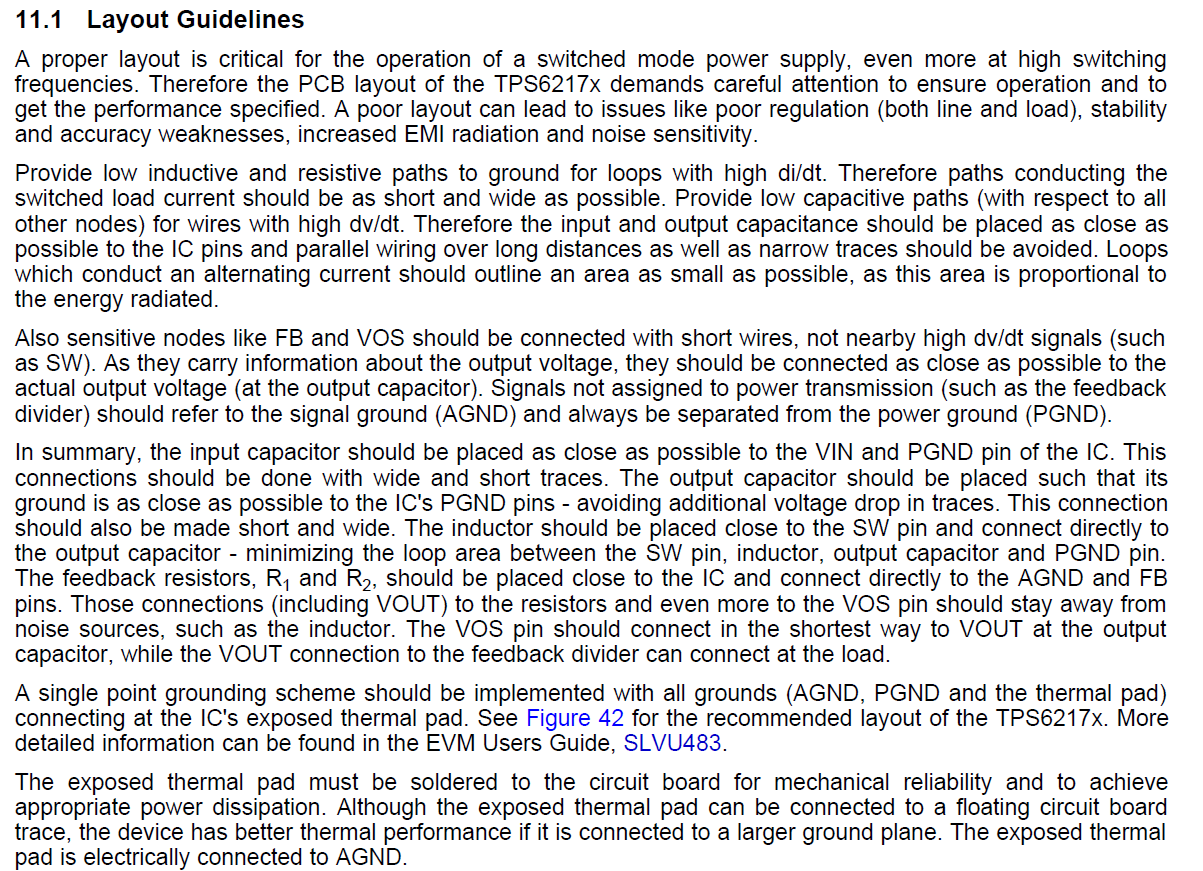 11.1 Layout Guidelines
A proper layout is critical for the operation of a switched mode power supply, even more at high switching
frequencies. Therefore the PCB layout of the TPS6217x demands careful attention to ensure operation and to
get the performance specified. A poor layout can lead to issues like poor regulation (both line and load), stability
and accuracy weaknesses, increased EMI radiation and noise sensitivity.
Provide low inductive and resistive paths to ground for loops with high di/dt. Therefore paths conducting the
switched load current should be as short and wide as possible. Provide low capacitive paths (with respect to all
other nodes) for wires with high dv/dt. Therefore the input and output capacitance should be placed as close as
possible to the IC pins and parallel wiring over long distances as well as narrow traces should be avoided. Loops
which conduct an alternating current should outline an area as small as possible, as this area is proportional to
the energy radiated.
Also sensitive nodes like FB and VOS should be connected with short wires, not nearby high dv/dt signals (such
as SW). As they carry information about the output voltage, they should be connected as close as possible to the
actual output voltage (at the output capacitor). Signals not assigned to power transmission (such as the feedback
divider) should refer to the signal ground (AGND) and always be separated from the power ground (PGND).
In summary, the input capacitor should be placed as close as possible to the VIN and PGND pin of the IC. This
connections should be done with wide and short traces. The output capacitor should be placed such that its
ground is as close as possible to the IC's PGND pins - avoiding additional voltage drop in traces. This connection
should also be made short and wide. The inductor should be placed close to the SW pin and connect directly to
the output capacitor - minimizing the loop area between the SW pin, inductor, output capacitor and PGND pin.
The feedback resistors, R1 and R2, should be placed close to the IC and connect directly to the AGND and FB
pins. Those connections (including VOUT) to the resistors and even more to the VOS pin should stay away from
noise sources, such as the inductor. The VOS pin should connect in the shortest way to VOUT at the output
capacitor, while the VOUT connection to the feedback divider can connect at the load.
A single point grounding scheme should be implemented with all grounds (AGND, PGND and the thermal pad)
connecting at the IC's exposed thermal pad. See Figure 42 for the recommended layout of the TPS6217x. More
detailed information can be found in the EVM Users Guide, SLVU483.
The exposed thermal pad must be soldered to the circuit board for mechanical reliability and to achieve
appropriate power dissipation. Although the exposed thermal pad can be connected to a floating circuit board
trace, the device has better thermal performance if it is connected to a larger ground plane. The exposed thermal
pad is electrically connected to AGND.